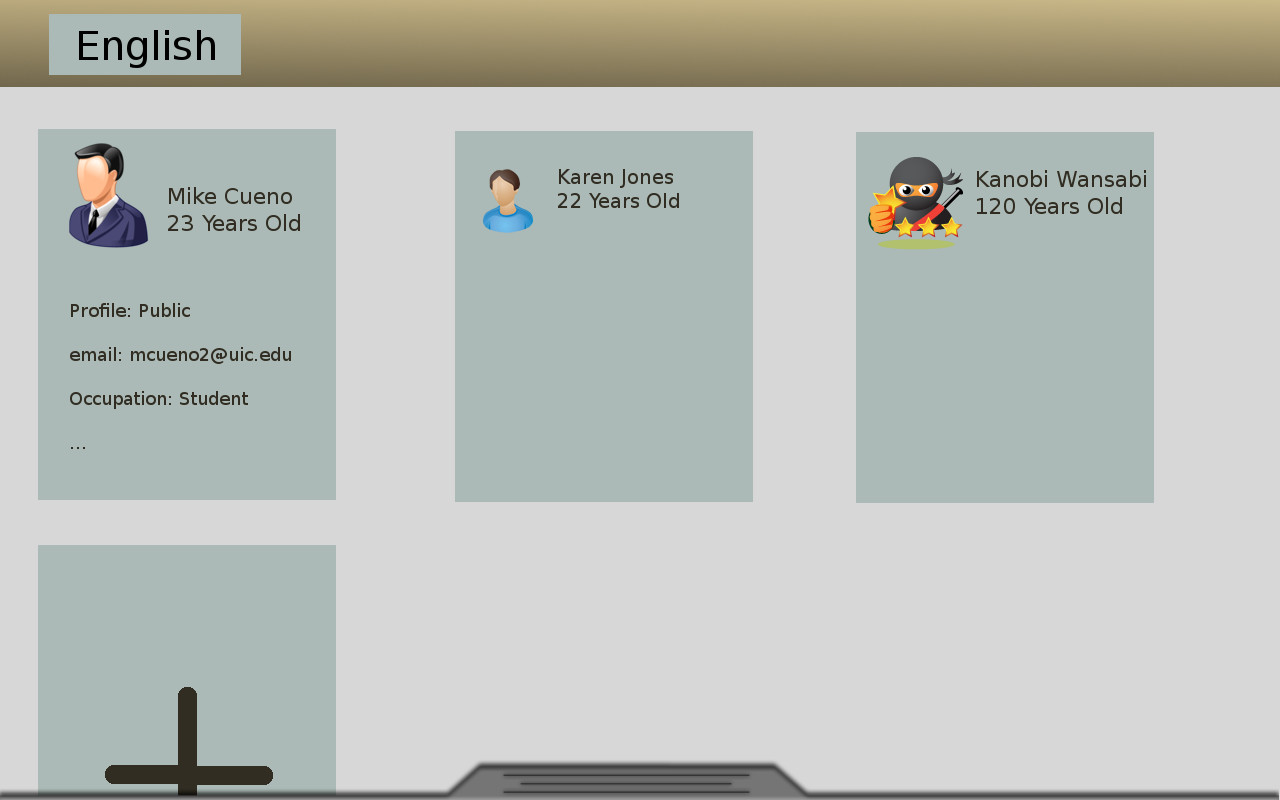 English
Mike Cueno
23 Years Old
Profile: Public
email: mcueno2@uic.edu
Occupation: Student
...
Karen Jones
22 Years Old
Kanobi Wansabi
120 Years Old